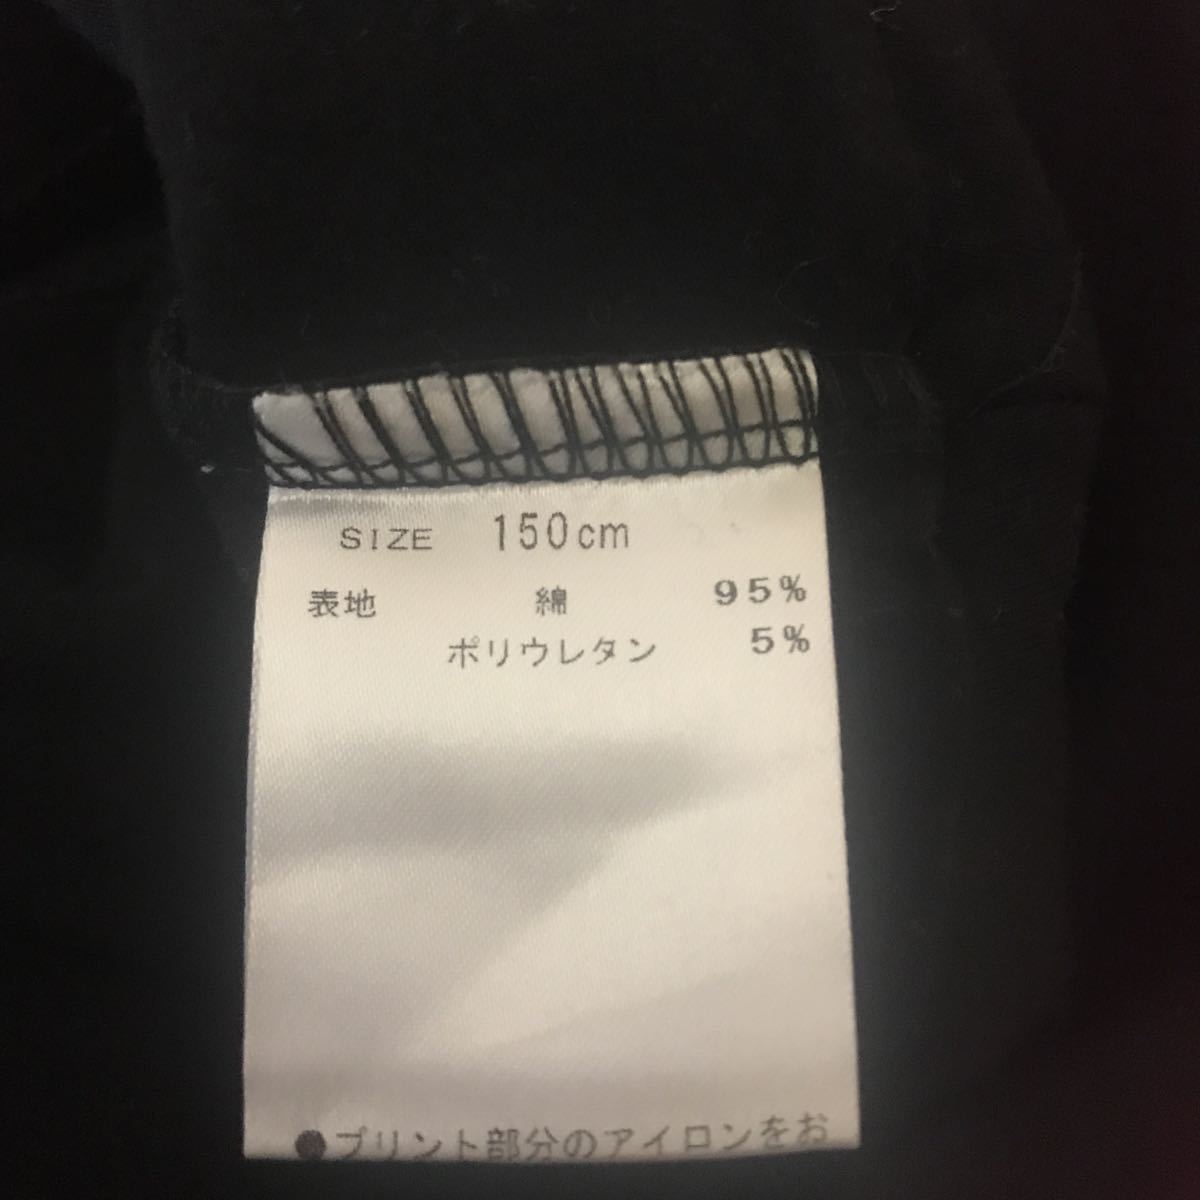 SIZE 150cm
表地 綿 95%
ポリウレタン 5%
●プリント部分のアイロンをお